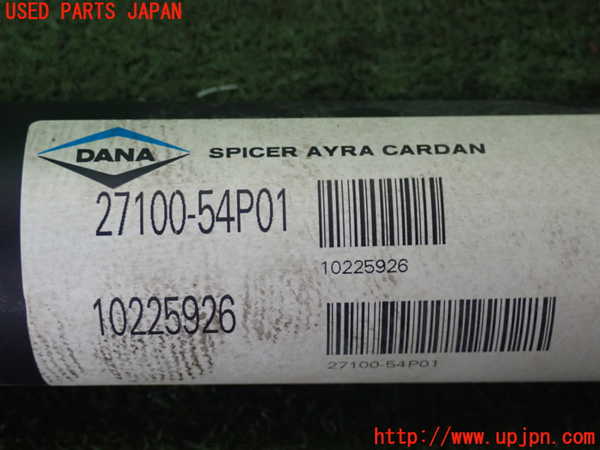 USED PARTS JAPAN
DANA
SPICER AYRA CARDAN
27100-54P01
10225926
10225926
27100-54P01
http://www.upjpn.com/